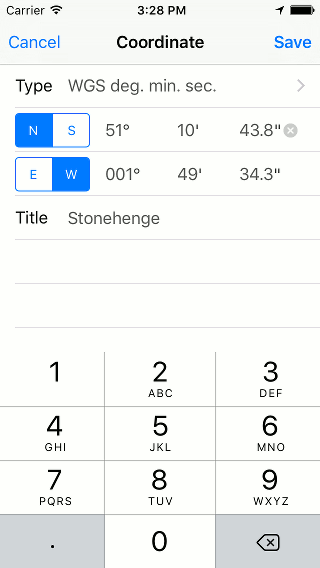 Carrier 3:28 PM
Cancel Coordinate Save
Type WGS deg. min. sec.
N S 51° 10' 43.8"
E W 001° 49' 34.3"
Title Stonehenge
1 2 3
ABC DEF
4 5 6
GHI JKL MNO
7 8 9
PQRS TUV WXYZ
. 0